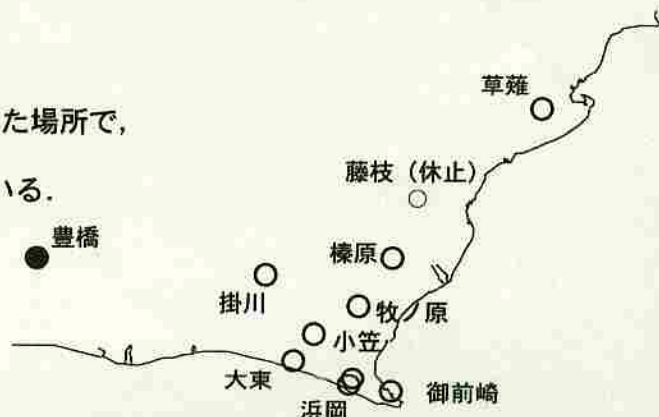 草薙
た場所で,
藤枝（休止）
いる.
豊橋
榛原
掛川
牧ノ原
小笠
大東
御前崎
浜岡